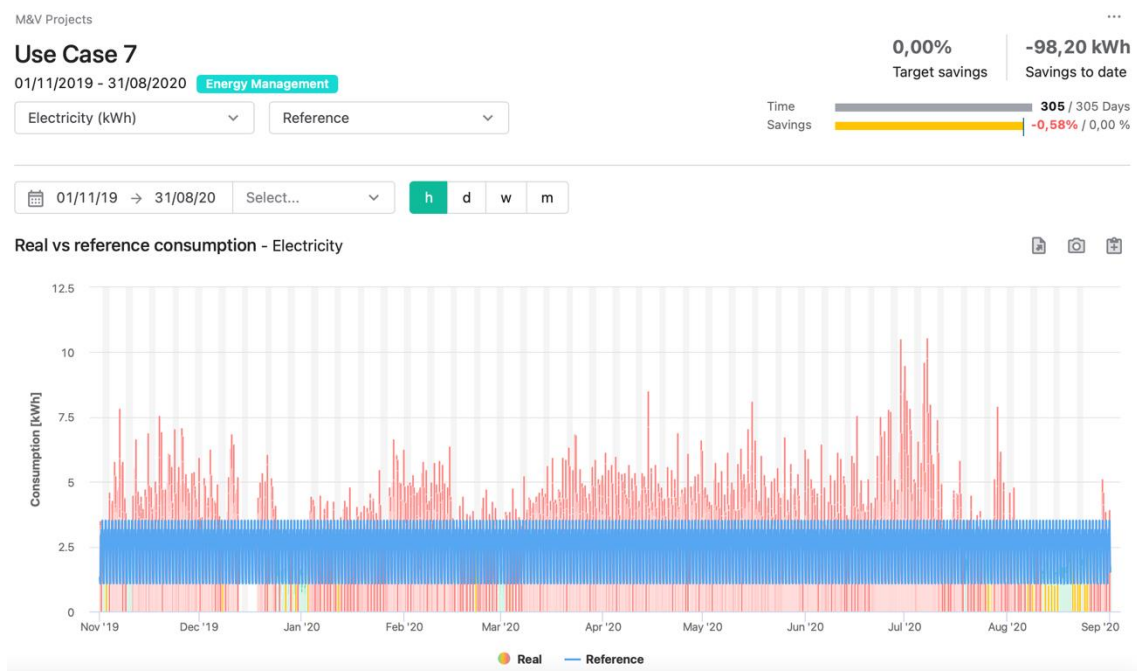 M&V Projects
...
Use Case 7
0,00%
Target savings
-98,20 kWh
Savings to date
01/11/2019 - 31/08/2020 Energy Management
Electricity (kWh) Reference
Time 305 / 305 Days
Savings -0,58% / 0,00 %
01/11/19 → 31/08/20 Select... h d w m
Real vs reference consumption - Electricity
12.5
10
7.5
5
2.5
0
Consumption [kWh]
Nov '19 Dec '19 Jan '20 Feb '20 Mar '20 Apr '20 May '20 Jun '20 Jul '20 Aug '20 Sep '20
Real Reference